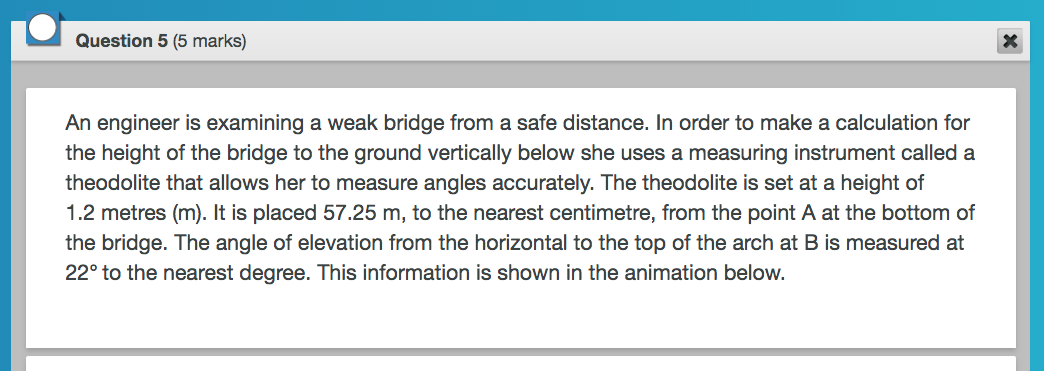 Question 5 (5 marks)
An engineer is examining a weak bridge from a safe distance. In order to make a calculation for
the height of the bridge to the ground vertically below she uses a measuring instrument called a
theodolite that allows her to measure angles accurately. The theodolite is set at a height of
1.2 metres (m). It is placed 57.25 m, to the nearest centimetre, from the point A at the bottom of
the bridge. The angle of elevation from the horizontal to the top of the arch at B is measured at
22° to the nearest degree. This information is shown in the animation below.